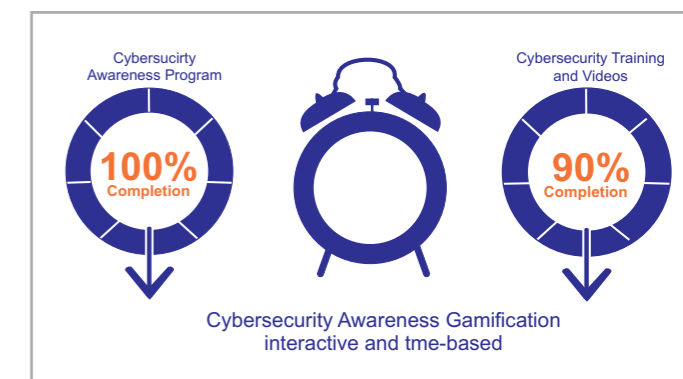 Cybersucirty
Awareness Program
100%
Completion
Cybersecurity Training
and Videos
90%
Completion
Cybersecurity Awareness Gamification
interactive and tme-based